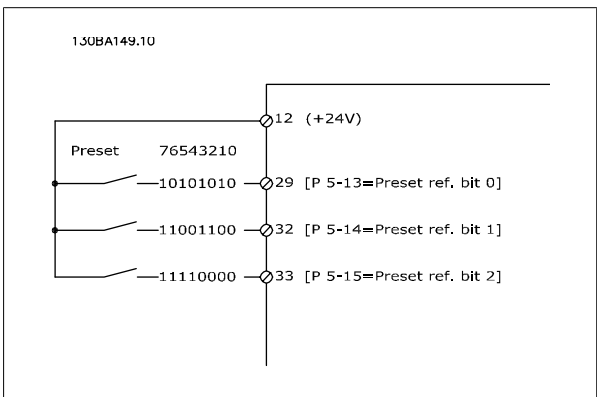 130BA149.10
12 (+24V)
Preset 76543210
10101010 29 [P 5-13=Preset ref. bit 0]
11001100 32 [P 5-14=Preset ref. bit 1]
11110000 33 [P 5-15=Preset ref. bit 2]